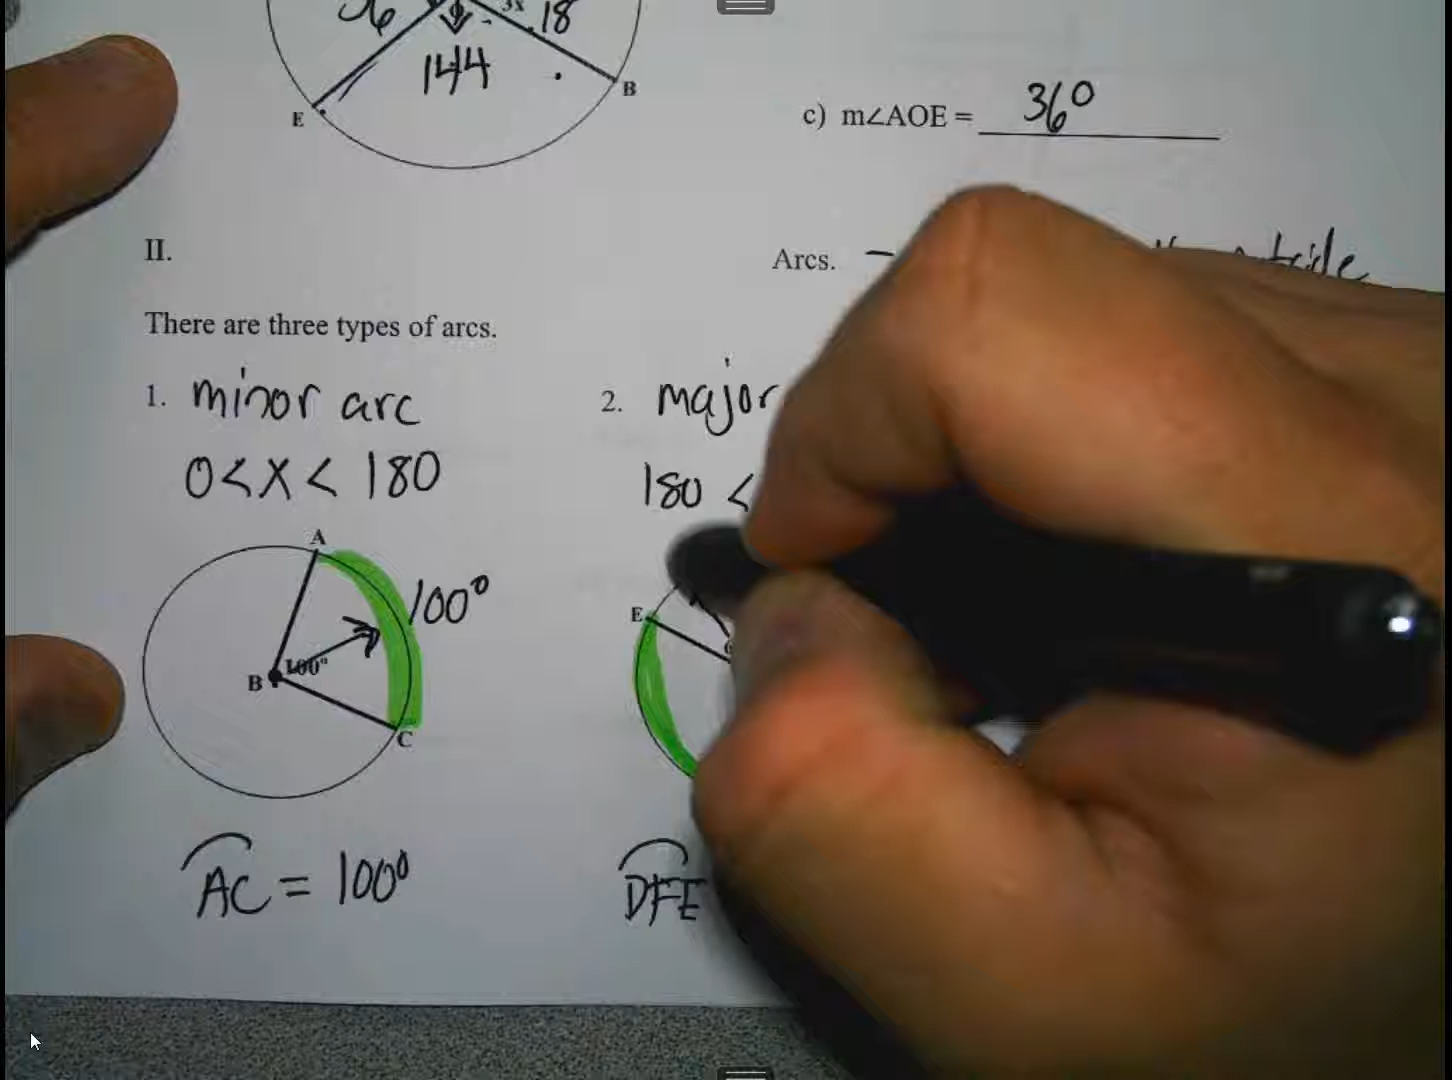 36 3x 18
144
E B
c) m∠AOE = 36°
II.
Arcs. –
There are three types of arcs.
1. minor arc
2. major
0<x< 180
180 <
A
100°
E
B 100°
C
AC = 100°
DFE